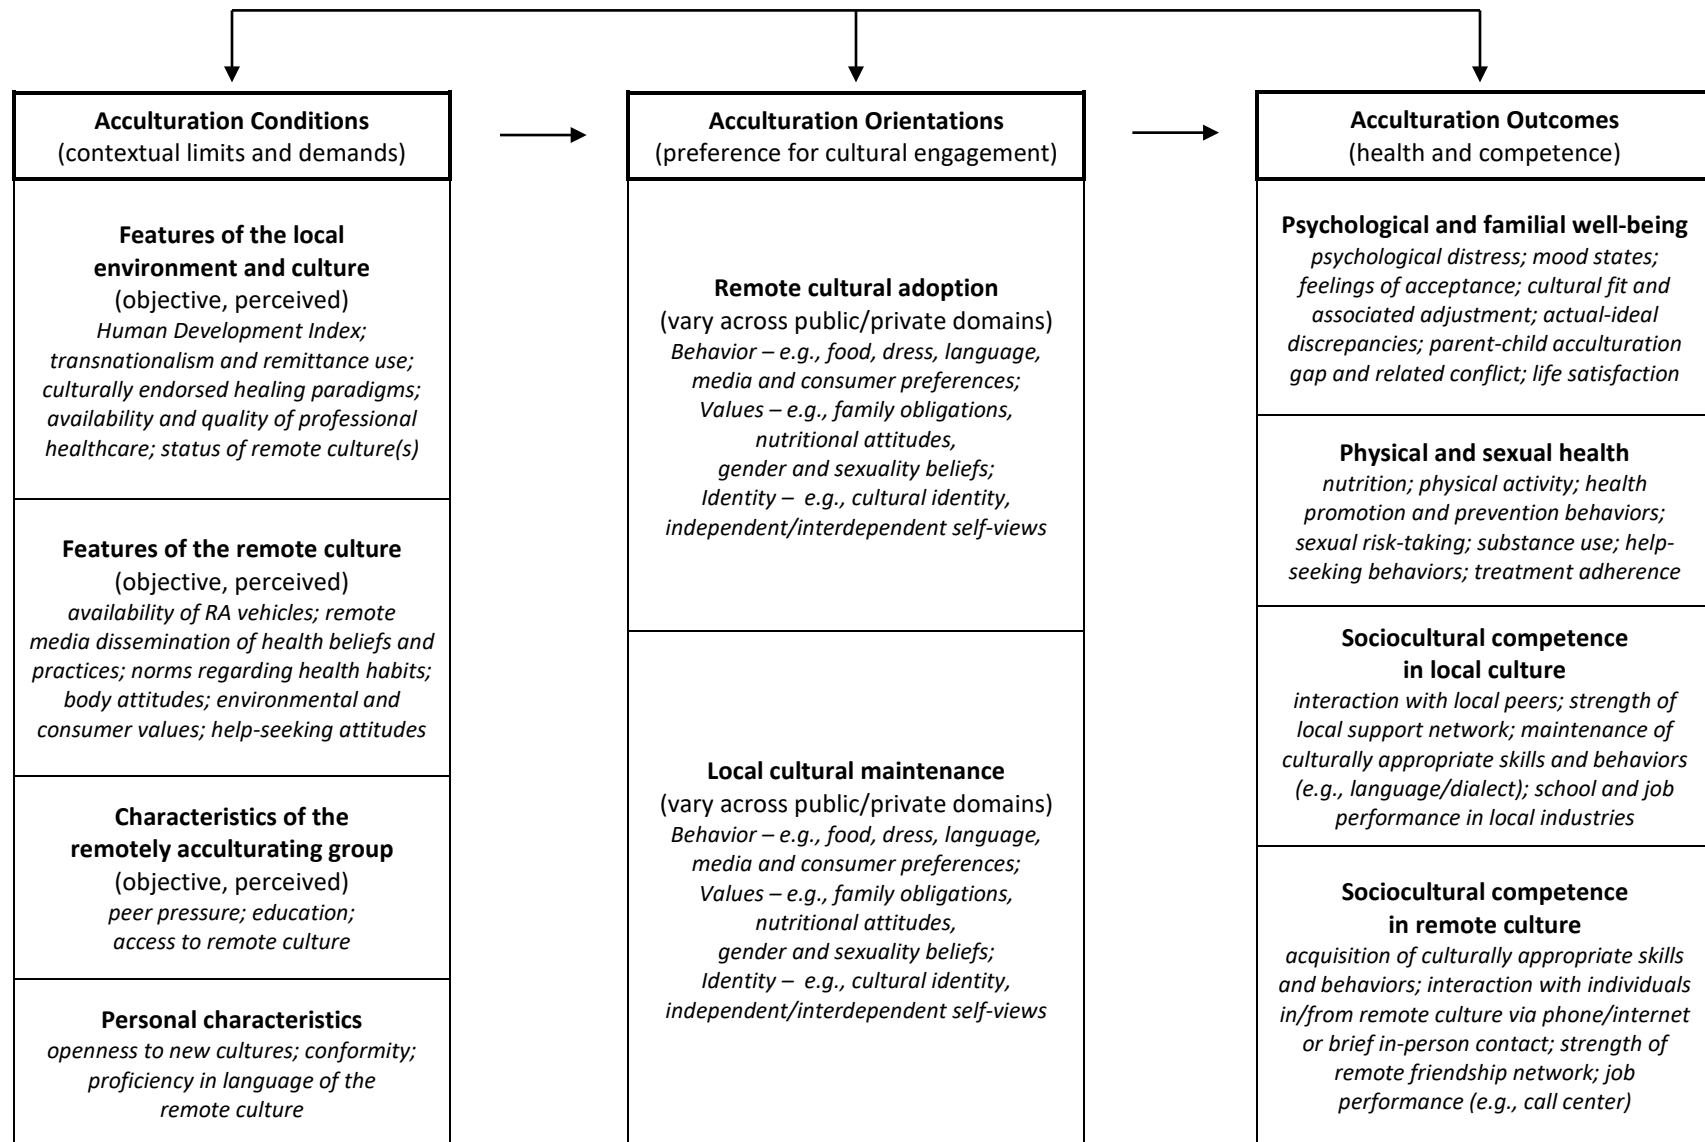 Acculturation Conditions
(contextual limits and demands)
Features of the local
environment and culture
(objective, perceived)
Human Development Index;
transnationalism and remittance use;
culturally endorsed healing paradigms;
availability and quality of professional
healthcare; status of remote culture(s)
Features of the remote culture
(objective, perceived)
availability of RA vehicles; remote
media dissemination of health beliefs and
practices; norms regarding health habits;
body attitudes; environmental and
consumer values; help-seeking attitudes
Characteristics of the
remotely acculturating group
(objective, perceived)
peer pressure; education;
access to remote culture
Personal characteristics
openness to new cultures; conformity;
proficiency in language of the
remote culture
Acculturation Orientations
(preference for cultural engagement)
Remote cultural adoption
(vary across public/private domains)
Behavior – e.g., food, dress, language,
media and consumer preferences;
Values – e.g., family obligations,
nutritional attitudes,
gender and sexuality beliefs;
Identity –  e.g., cultural identity,
independent/interdependent self-views
Local cultural maintenance
(vary across public/private domains)
Behavior – e.g., food, dress, language,
media and consumer preferences;
Values – e.g., family obligations,
nutritional attitudes,
gender and sexuality beliefs;
Identity –  e.g., cultural identity,
independent/interdependent self-views
Acculturation Outcomes
(health and competence)
Psychological and familial well-being
psychological distress; mood states;
feelings of acceptance; cultural fit and
associated adjustment; actual-ideal
discrepancies; parent-child acculturation
gap and related conflict; life satisfaction
Physical and sexual health
nutrition; physical activity; health
promotion and prevention behaviors;
sexual risk-taking; substance use; help-
seeking behaviors; treatment adherence
Sociocultural competence
in local culture
interaction with local peers; strength of
local support network; maintenance of
culturally appropriate skills and behaviors
(e.g., language/dialect); school and job
performance in local industries
Sociocultural competence
in remote culture
acquisition of culturally appropriate skills
and behaviors; interaction with individuals
in/from remote culture via phone/internet
or brief in-person contact; strength of
remote friendship network; job
performance (e.g., call center)